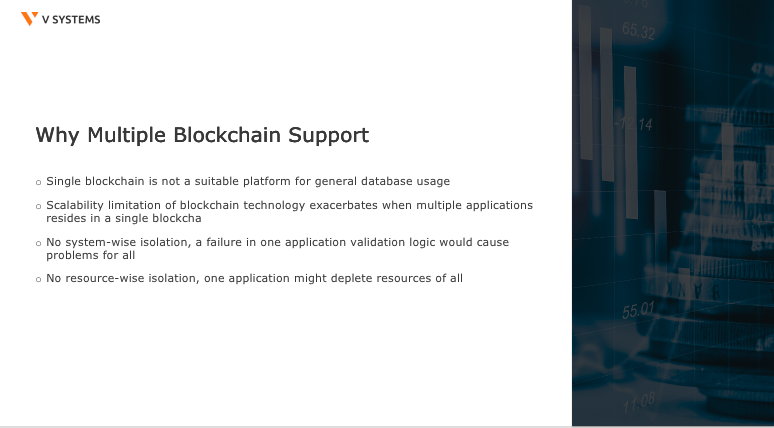 V SYSTEMS
Why Multiple Blockchain Support
○ Single blockchain is not a suitable platform for general database usage
○ Scalability limitation of blockchain technology exacerbates when multiple applications
resides in a single blockcha
○ No system-wise isolation, a failure in one application validation logic would cause
problems for all
○ No resource-wise isolation, one application might deplete resources of all
65.32
55.01
11.08